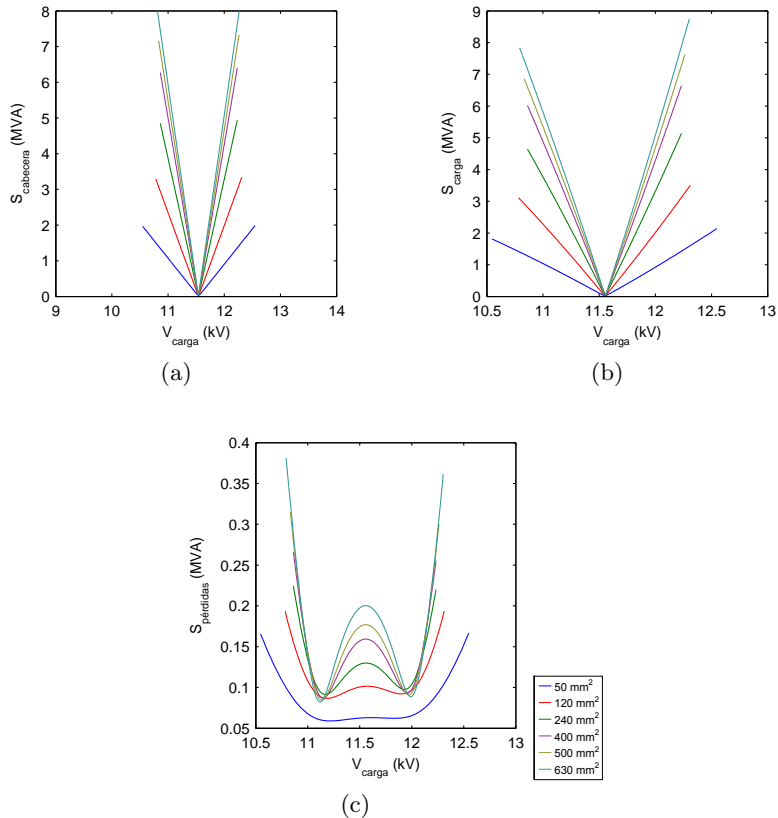 8
7
6
5
4
3
2
1
0
9 10 11 12 13 14
S_cabecera (MVA)
V_carga (kV)
(a)
9
8
7
6
5
4
3
2
1
0
10.5 11 11.5 12 12.5 13
S_carga (MVA)
V_carga (kV)
(b)
0.4
0.35
0.3
0.25
0.2
0.15
0.1
0.05
10.5 11 11.5 12 12.5 13
S_pérdidas (MVA)
V_carga (kV)
50 mm²
120 mm²
240 mm²
400 mm²
500 mm²
630 mm²
(c)